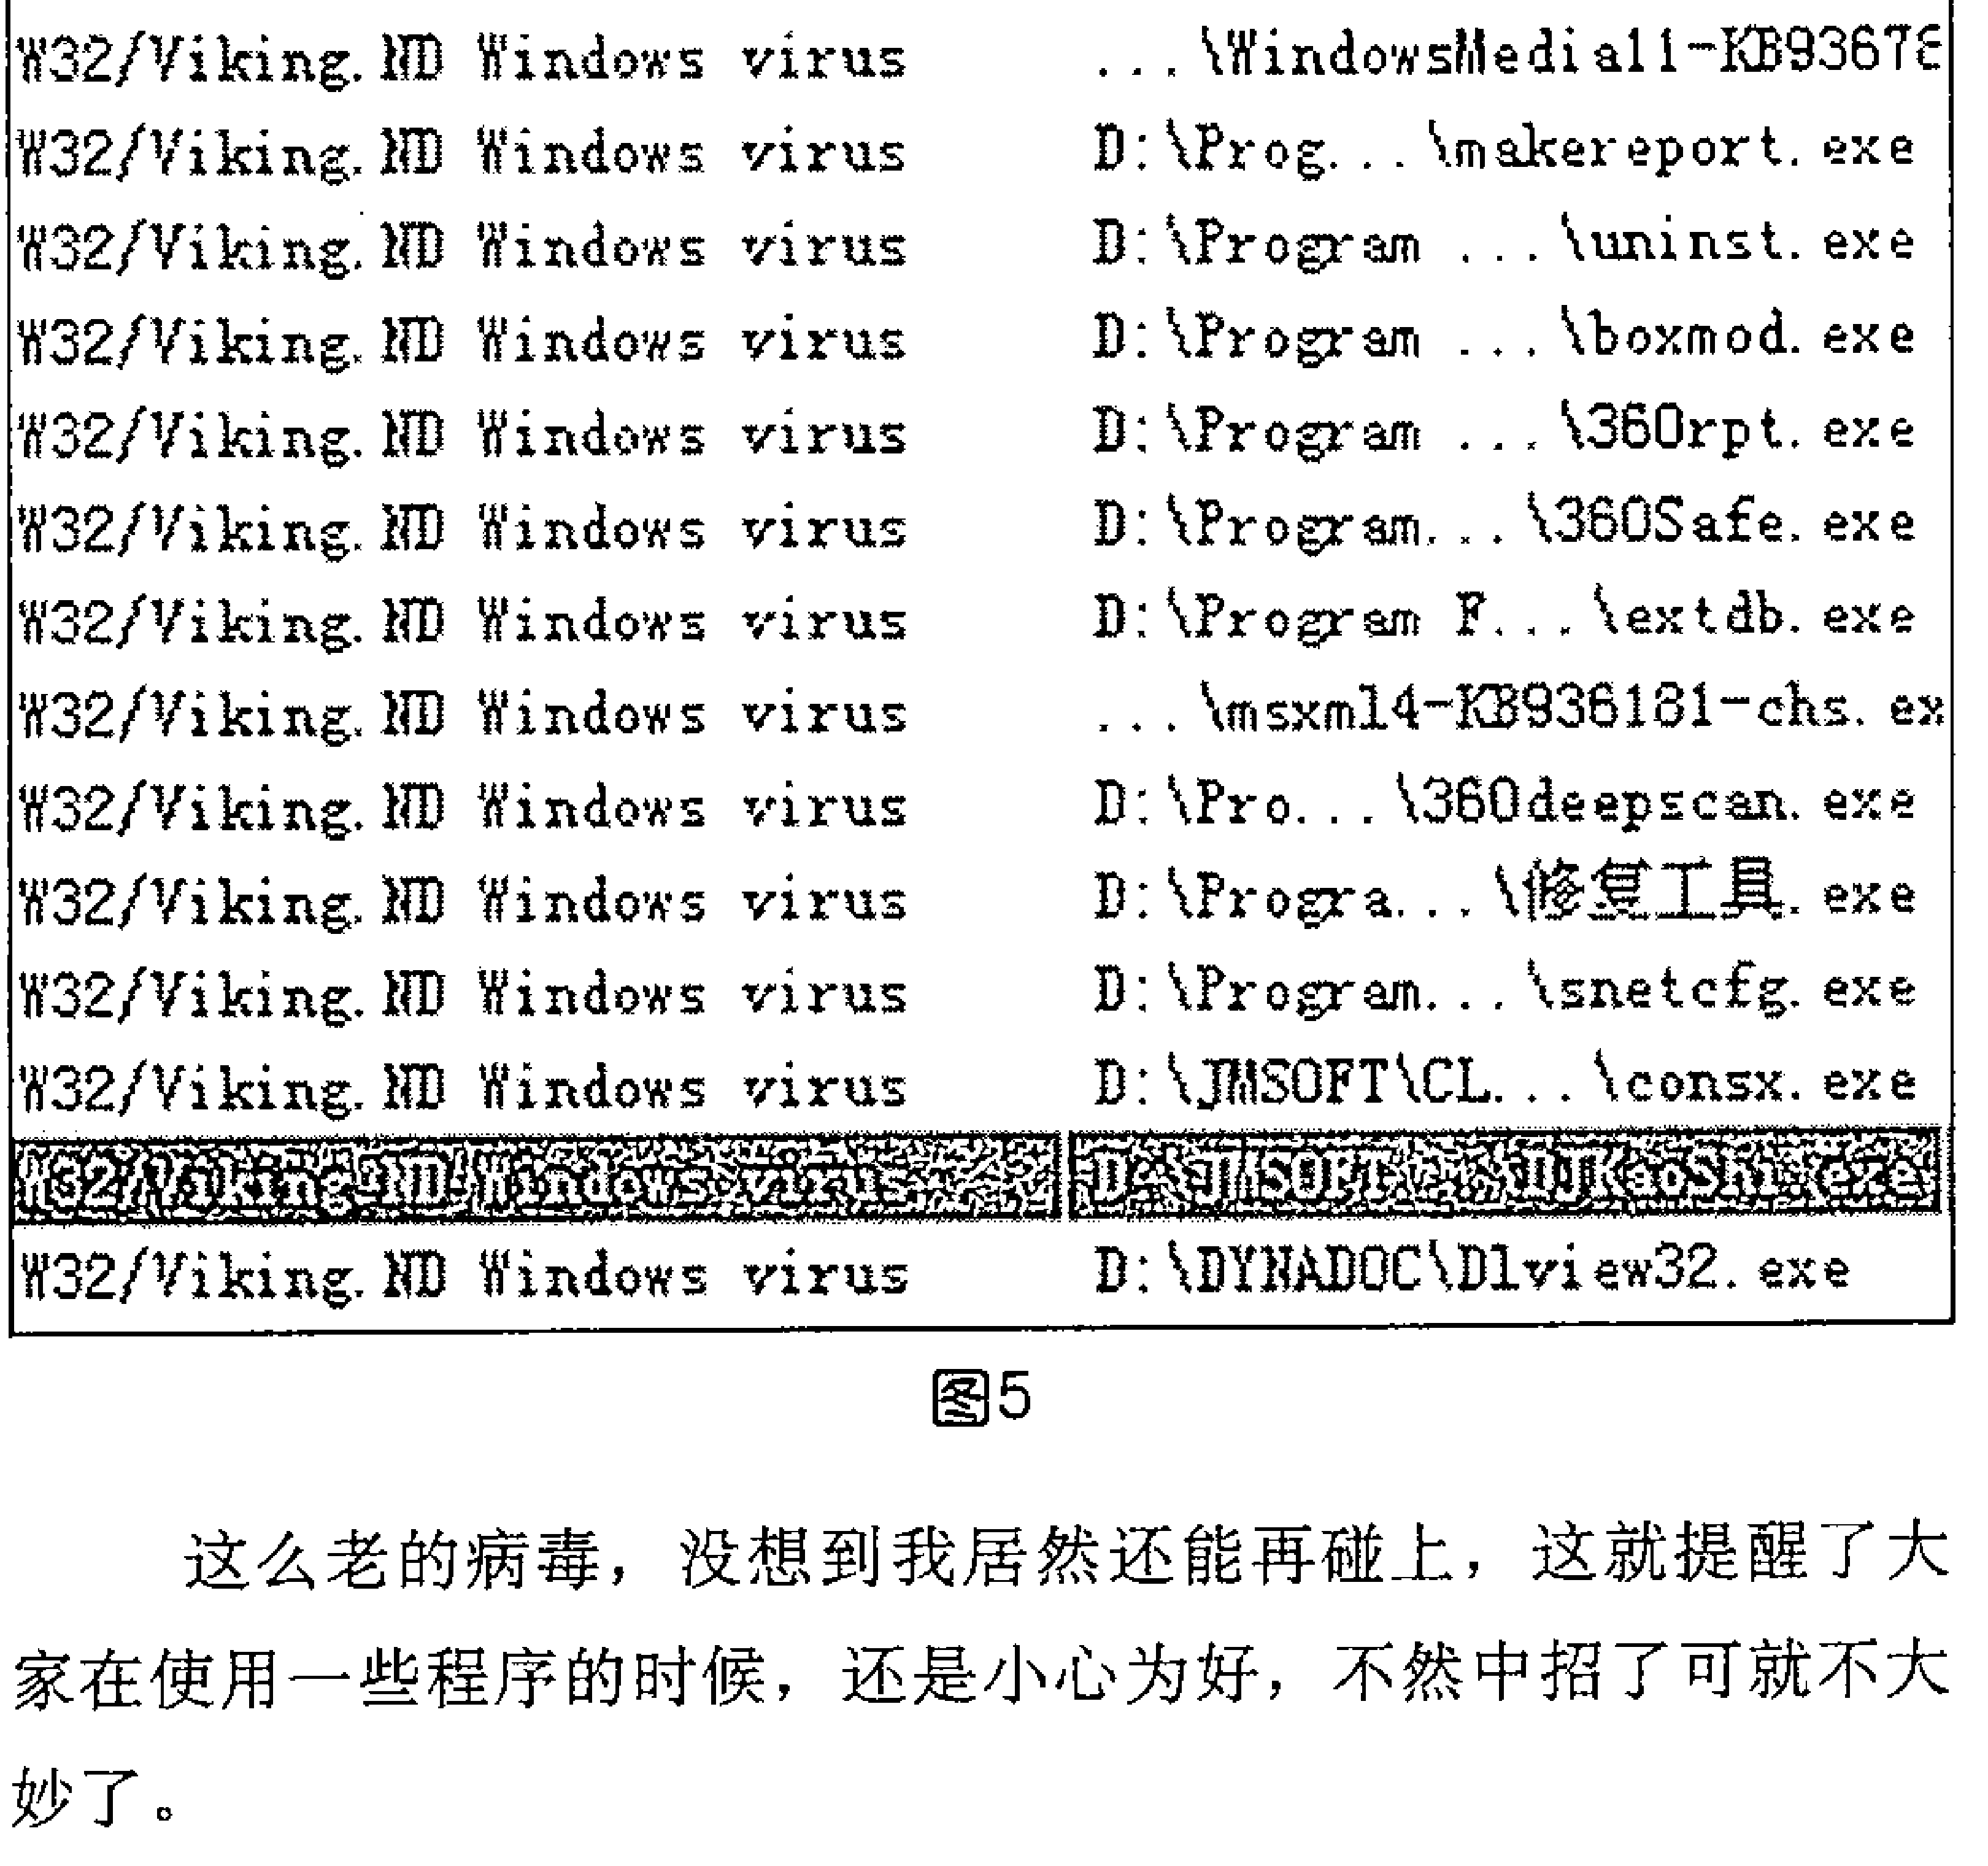 W32/Viking.ND Windows virus ...\WindowsMedia11-KB93678
W32/Viking.ND Windows virus D:\Prog...\makereport.exe
W32/Viking.ND Windows virus D:\Program ...\uninst.exe
W32/Viking.ND Windows virus D:\Program ...\boxmod.exe
W32/Viking.ND Windows virus D:\Program ...\360rpt.exe
W32/Viking.ND Windows virus D:\Program...\360Safe.exe
W32/Viking.ND Windows virus D:\Program F...\extdb.exe
W32/Viking.ND Windows virus ...\msxml4-KB936181-chs.ex
W32/Viking.ND Windows virus D:\Pro...\360deepscan.exe
W32/Viking.ND Windows virus D:\Progra...\修复工具.exe
W32/Viking.ND Windows virus D:\Program...\snetcfg.exe
W32/Viking.ND Windows virus D:\JMSOFT\CL...\consx.exe
W32/Viking.ND Windows virus D:\JMSOFT\...\DJKaoShi.exe
W32/Viking.ND Windows virus D:\DYNADOC\Dlview32.exe
图5
这么老的病毒，没想到我居然还能再碰上，这就提醒了大
家在使用一些程序的时候，还是小心为好，不然中招了可就不大
妙了。